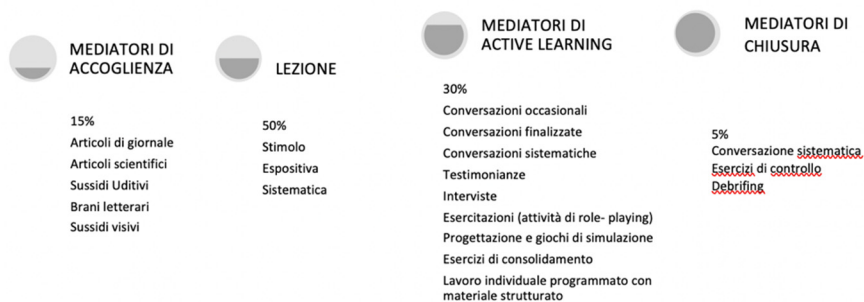 MEDIATORI DI
ACCOGLIENZA
15%
Articoli di giornale
Articoli scientifici
Sussidi Uditivi
Brani letterari
Sussidi visivi
LEZIONE
50%
Stimolo
Espositiva
Sistematica
MEDIATORI DI
ACTIVE LEARNING
30%
Conversazioni occasionali
Conversazioni finalizzate
Conversazioni sistematiche
Testimonianze
Interviste
Esercitazioni (attività di role- playing)
Progettazione e giochi di simulazione
Esercizi di consolidamento
Lavoro individuale programmato con
materiale strutturato
MEDIATORI DI
CHIUSURA
5%
Conversazione sistematica
Esercizi di controllo
Debrifing